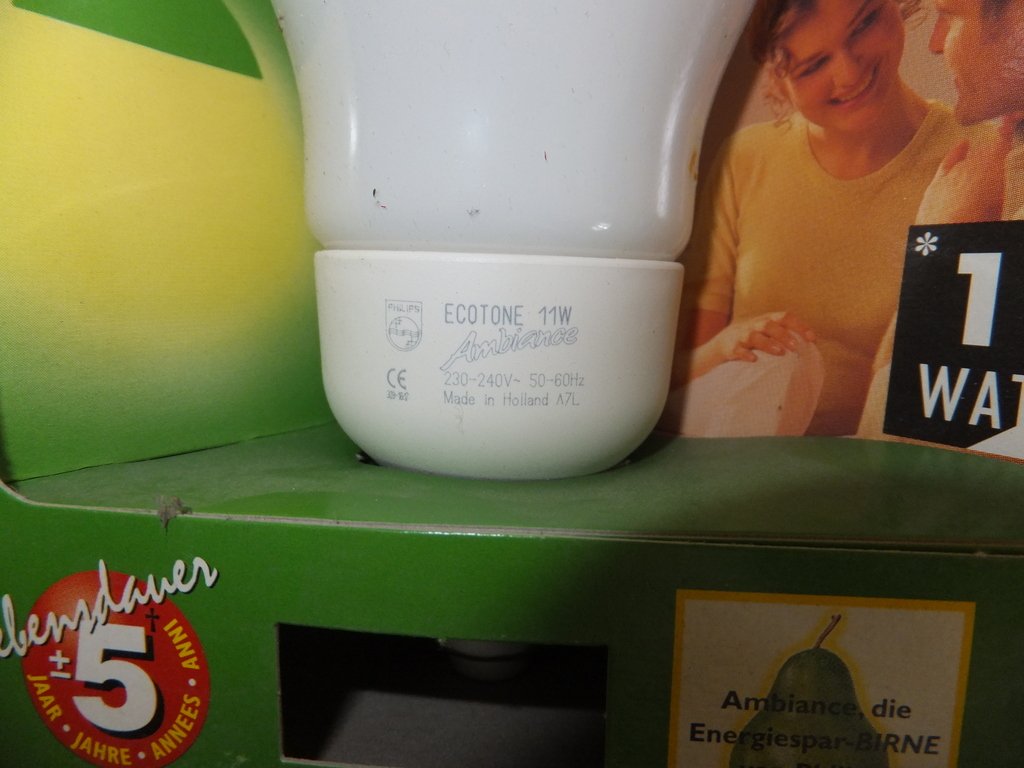 PHILIPS
ECOTONE 11W
Ambiance
CE
230-240V~ 50-60Hz
Made in Holland A7L
* 1
WAT
ebensdauer
± 5 †
JAAR • JAHRE • ANNEES • ANNI
Ambiance, die
Energiespar-BIRNE